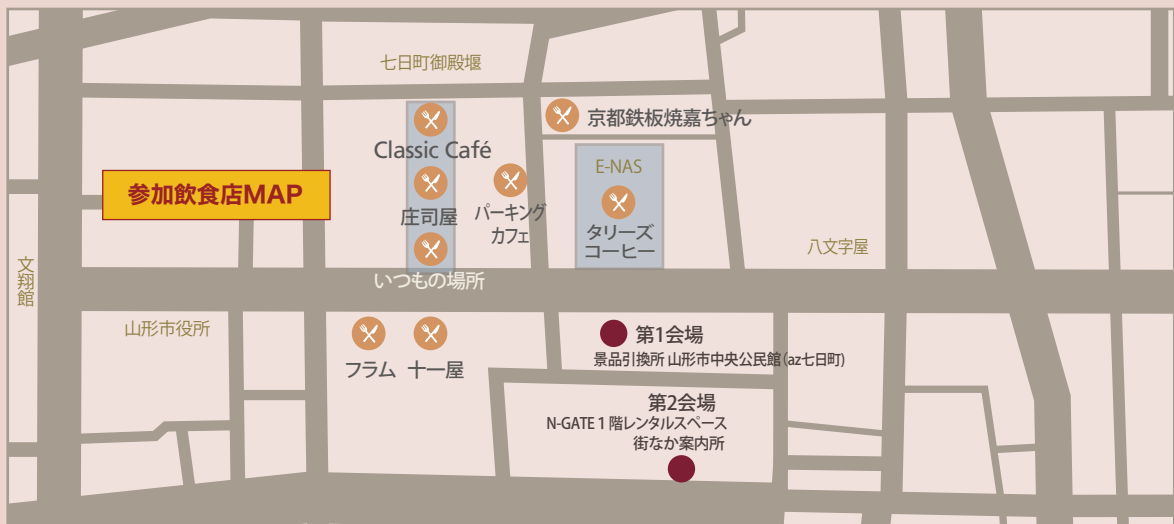 七日町御殿堰
京都鉄板焼嘉ちゃん
Classic Café
E-NAS
参加飲食店MAP
庄司屋
パーキング
カフェ
タリーズ
コーヒー
八文字屋
文翔館
いつもの場所
山形市役所
第1会場
景品引換所 山形市中央公民館(az七日町)
フラム
十一屋
第2会場
N-GATE 1 階レンタルスペース
街なか案内所